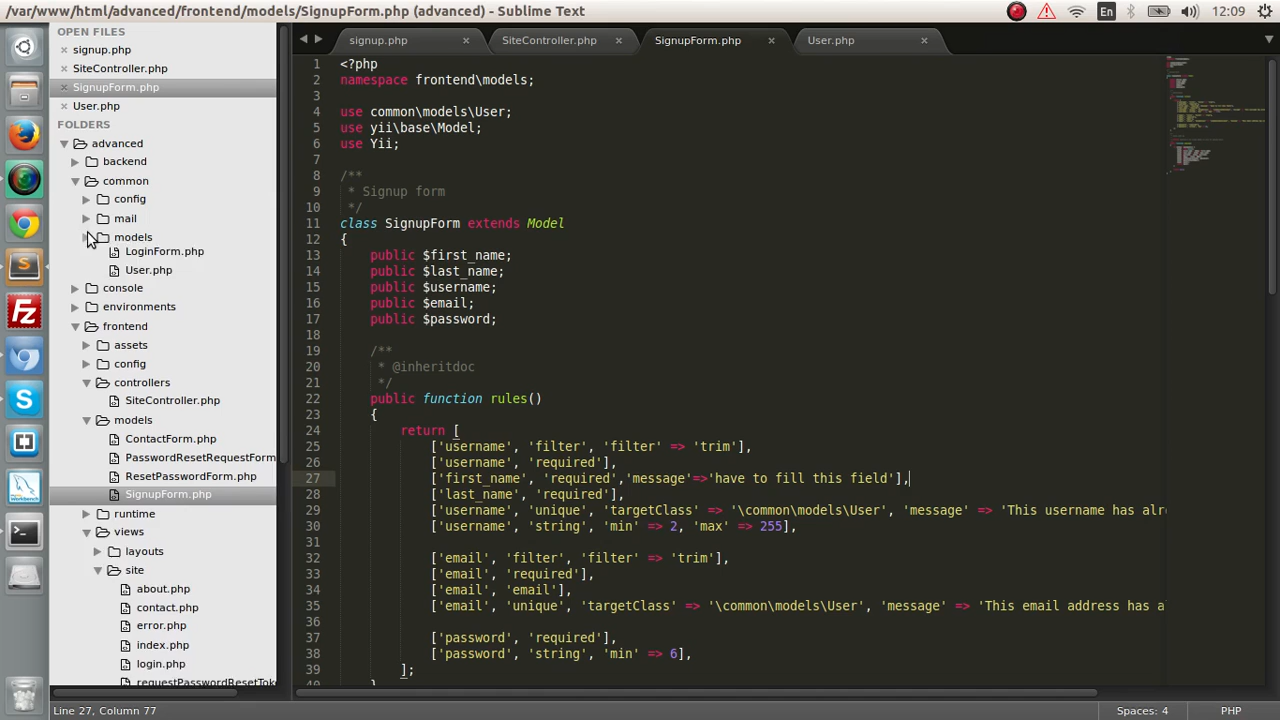 /var/www/html/advanced/frontend/models/SignupForm.php (advanced) - Sublime Text
En
12:09
OPEN FILES
signup.php
SiteController.php
SignupForm.php
User.php
FOLDERS
advanced
backend
common
config
mail
models
LoginForm.php
User.php
console
environments
frontend
assets
config
controllers
SiteController.php
models
ContactForm.php
PasswordResetRequestForm
ResetPasswordForm.php
SignupForm.php
runtime
views
layouts
site
about.php
contact.php
error.php
index.php
login.php
requestPasswordResetTok
signup.php
SiteController.php
SignupForm.php
User.php
1 <?php
2 namespace frontend\models;
3
4 use common\models\User;
5 use yii\base\Model;
6 use Yii;
7
8 /**
9 * Signup form
10 */
11 class SignupForm extends Model
12 {
13 public $first_name;
14 public $last_name;
15 public $username;
16 public $email;
17 public $password;
18
19 /**
20 * @inheritdoc
21 */
22 public function rules()
23 {
24 return [
25 ['username', 'filter', 'filter' => 'trim'],
26 ['username', 'required'],
27 ['first_name', 'required','message'=>'have to fill this field'],
28 ['last_name', 'required'],
29 ['username', 'unique', 'targetClass' => '\common\models\User', 'message' => 'This username has alr
30 ['username', 'string', 'min' => 2, 'max' => 255],
31
32 ['email', 'filter', 'filter' => 'trim'],
33 ['email', 'required'],
34 ['email', 'email'],
35 ['email', 'unique', 'targetClass' => '\common\models\User', 'message' => 'This email address has a
36
37 ['password', 'required'],
38 ['password', 'string', 'min' => 6],
39 ];
40 }
Line 27, Column 77
Spaces: 4
PHP